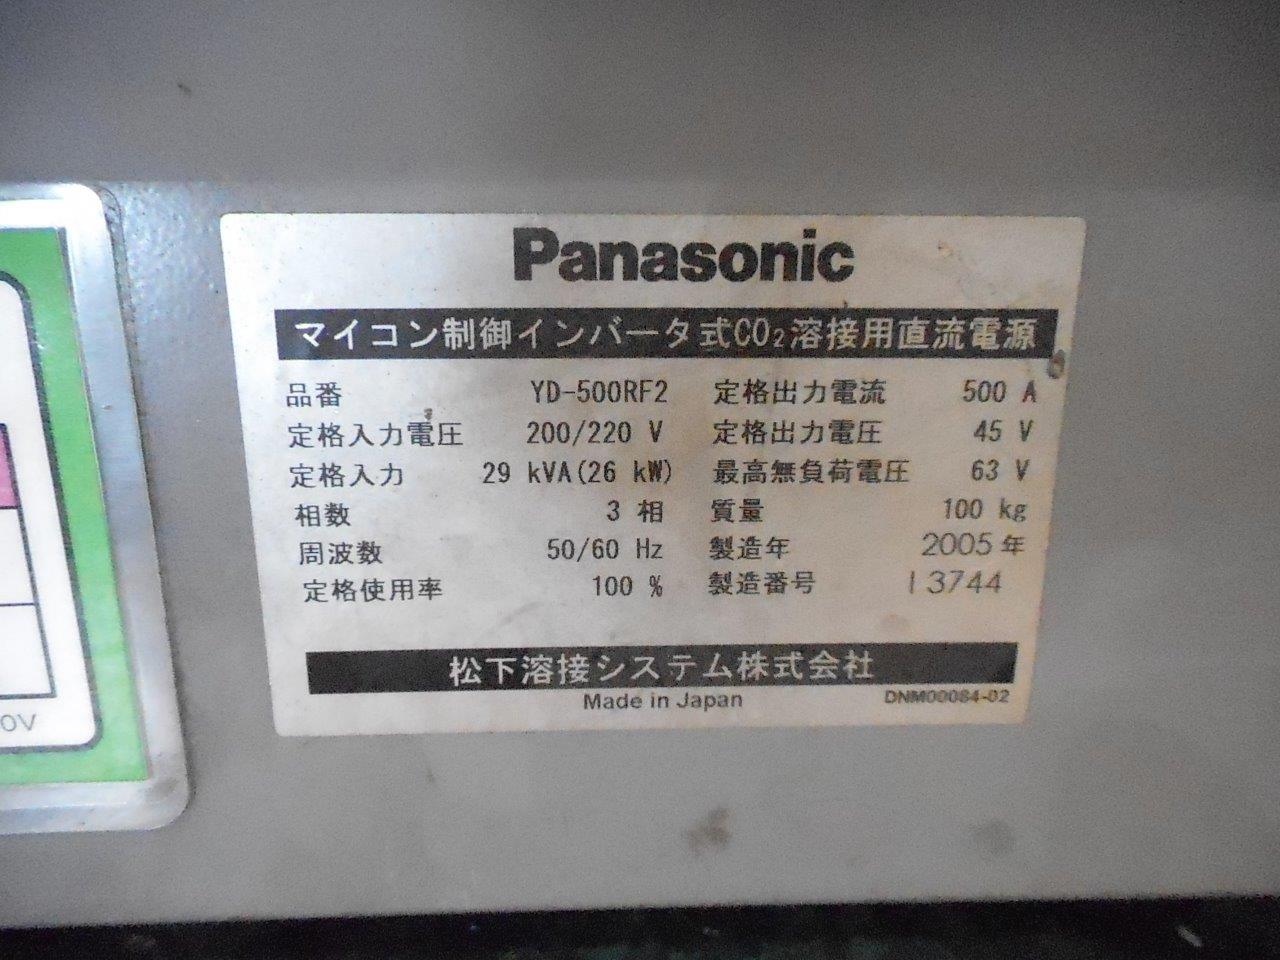 Panasonic
マイコン制御インバータ式CO₂溶接用直流電源
品番 YD-500RF2 定格出力電流 500 A
定格入力電圧 200/220 V 定格出力電圧 45 V
定格入力 29 kVA(26 kW) 最高無負荷電圧 63 V
相数 3 相 質量 100 kg
周波数 50/60 Hz 製造年 2005年
定格使用率 100 % 製造番号 13744
松下溶接システム株式会社
Made in Japan DNM00084-02
0V